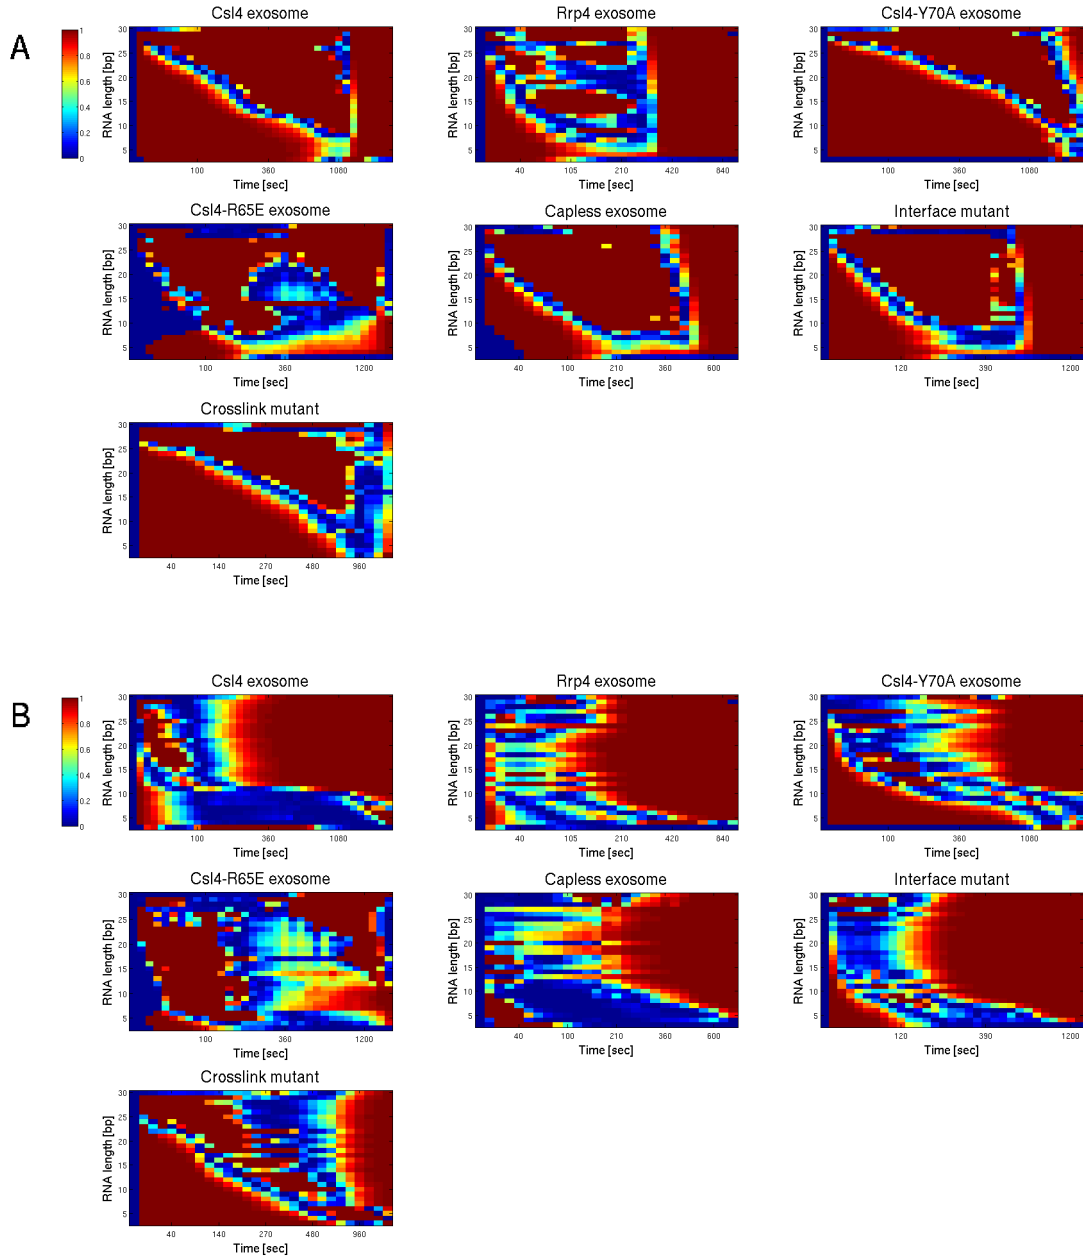 A
Csl4 exosome
Rrp4 exosome
Csl4-Y70A exosome
1
0.8
0.6
0.4
0.2
0
RNA length [bp]
30
25
20
15
10
5
100 360 1080
Time [sec]
RNA length [bp]
30
25
20
15
10
5
40 105 210 420 840
Time [sec]
RNA length [bp]
30
25
20
15
10
5
100 360 1080
Time [sec]
Csl4-R65E exosome
Capless exosome
Interface mutant
RNA length [bp]
30
25
20
15
10
5
100 360 1200
Time [sec]
RNA length [bp]
30
25
20
15
10
5
40 100 210 360 600
Time [sec]
RNA length [bp]
30
25
20
15
10
5
120 390 1200
Time [sec]
Crosslink mutant
RNA length [bp]
30
25
20
15
10
5
40 140 270 480 960
Time [sec]
B
Csl4 exosome
Rrp4 exosome
Csl4-Y70A exosome
1
0.8
0.6
0.4
0.2
0
RNA length [bp]
30
25
20
15
10
5
100 360 1080
Time [sec]
RNA length [bp]
30
25
20
15
10
5
40 105 210 420 840
Time [sec]
RNA length [bp]
30
25
20
15
10
5
100 360 1080
Time [sec]
Csl4-R65E exosome
Capless exosome
Interface mutant
RNA length [bp]
30
25
20
15
10
5
100 360 1200
Time [sec]
RNA length [bp]
30
25
20
15
10
5
40 100 210 360 600
Time [sec]
RNA length [bp]
30
25
20
15
10
5
120 390 1200
Time [sec]
Crosslink mutant
RNA length [bp]
30
25
20
15
10
5
40 140 270 480 960
Time [sec]